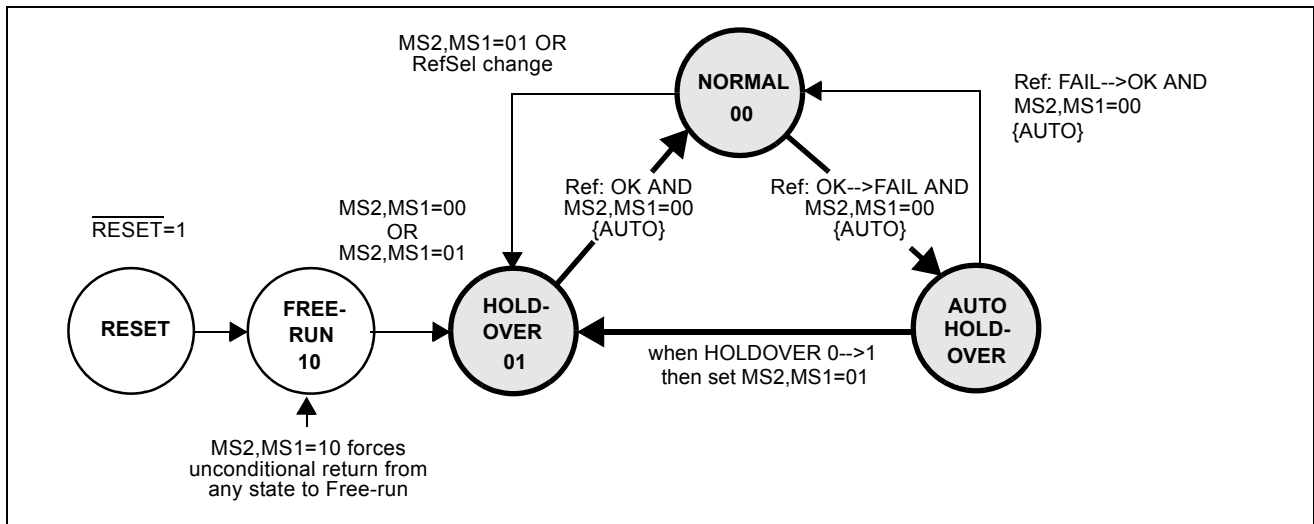 MS2,MS1=01 OR
RefSel change
NORMAL
00
Ref: FAIL-->OK AND
MS2,MS1=00
{AUTO}
Ref: OK AND
MS2,MS1=00
{AUTO}
Ref: OK-->FAIL AND
MS2,MS1=00
{AUTO}
RESET=1
MS2,MS1=00
OR
MS2,MS1=01
RESET
FREE-
RUN
10
HOLD-
OVER
01
AUTO
HOLD-
OVER
when HOLDOVER 0-->1
then set MS2,MS1=01
MS2,MS1=10 forces
unconditional return from
any state to Free-run